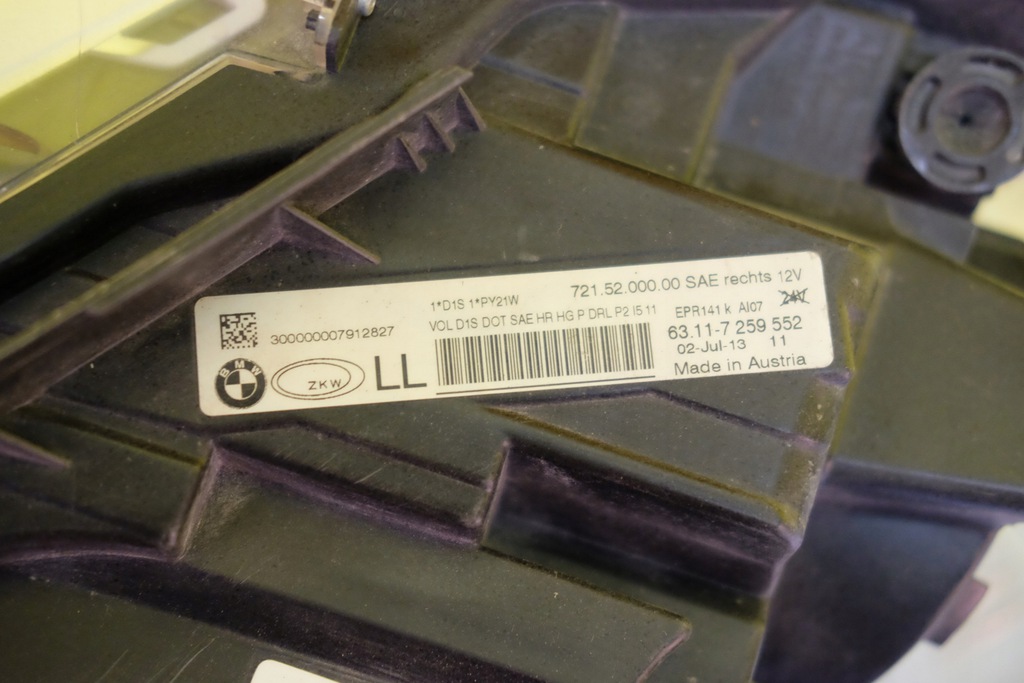 1*D1S 1*PY21W
721.52.000.00 SAE rechts 12V
300000007912827
VOL D1S DOT SAE HR HG P DRL P2 I5 11
EPR141 k AI07
63.11-7 259 552
02-Jul-13 11
Made in Austria
BMW
ZKW
LL